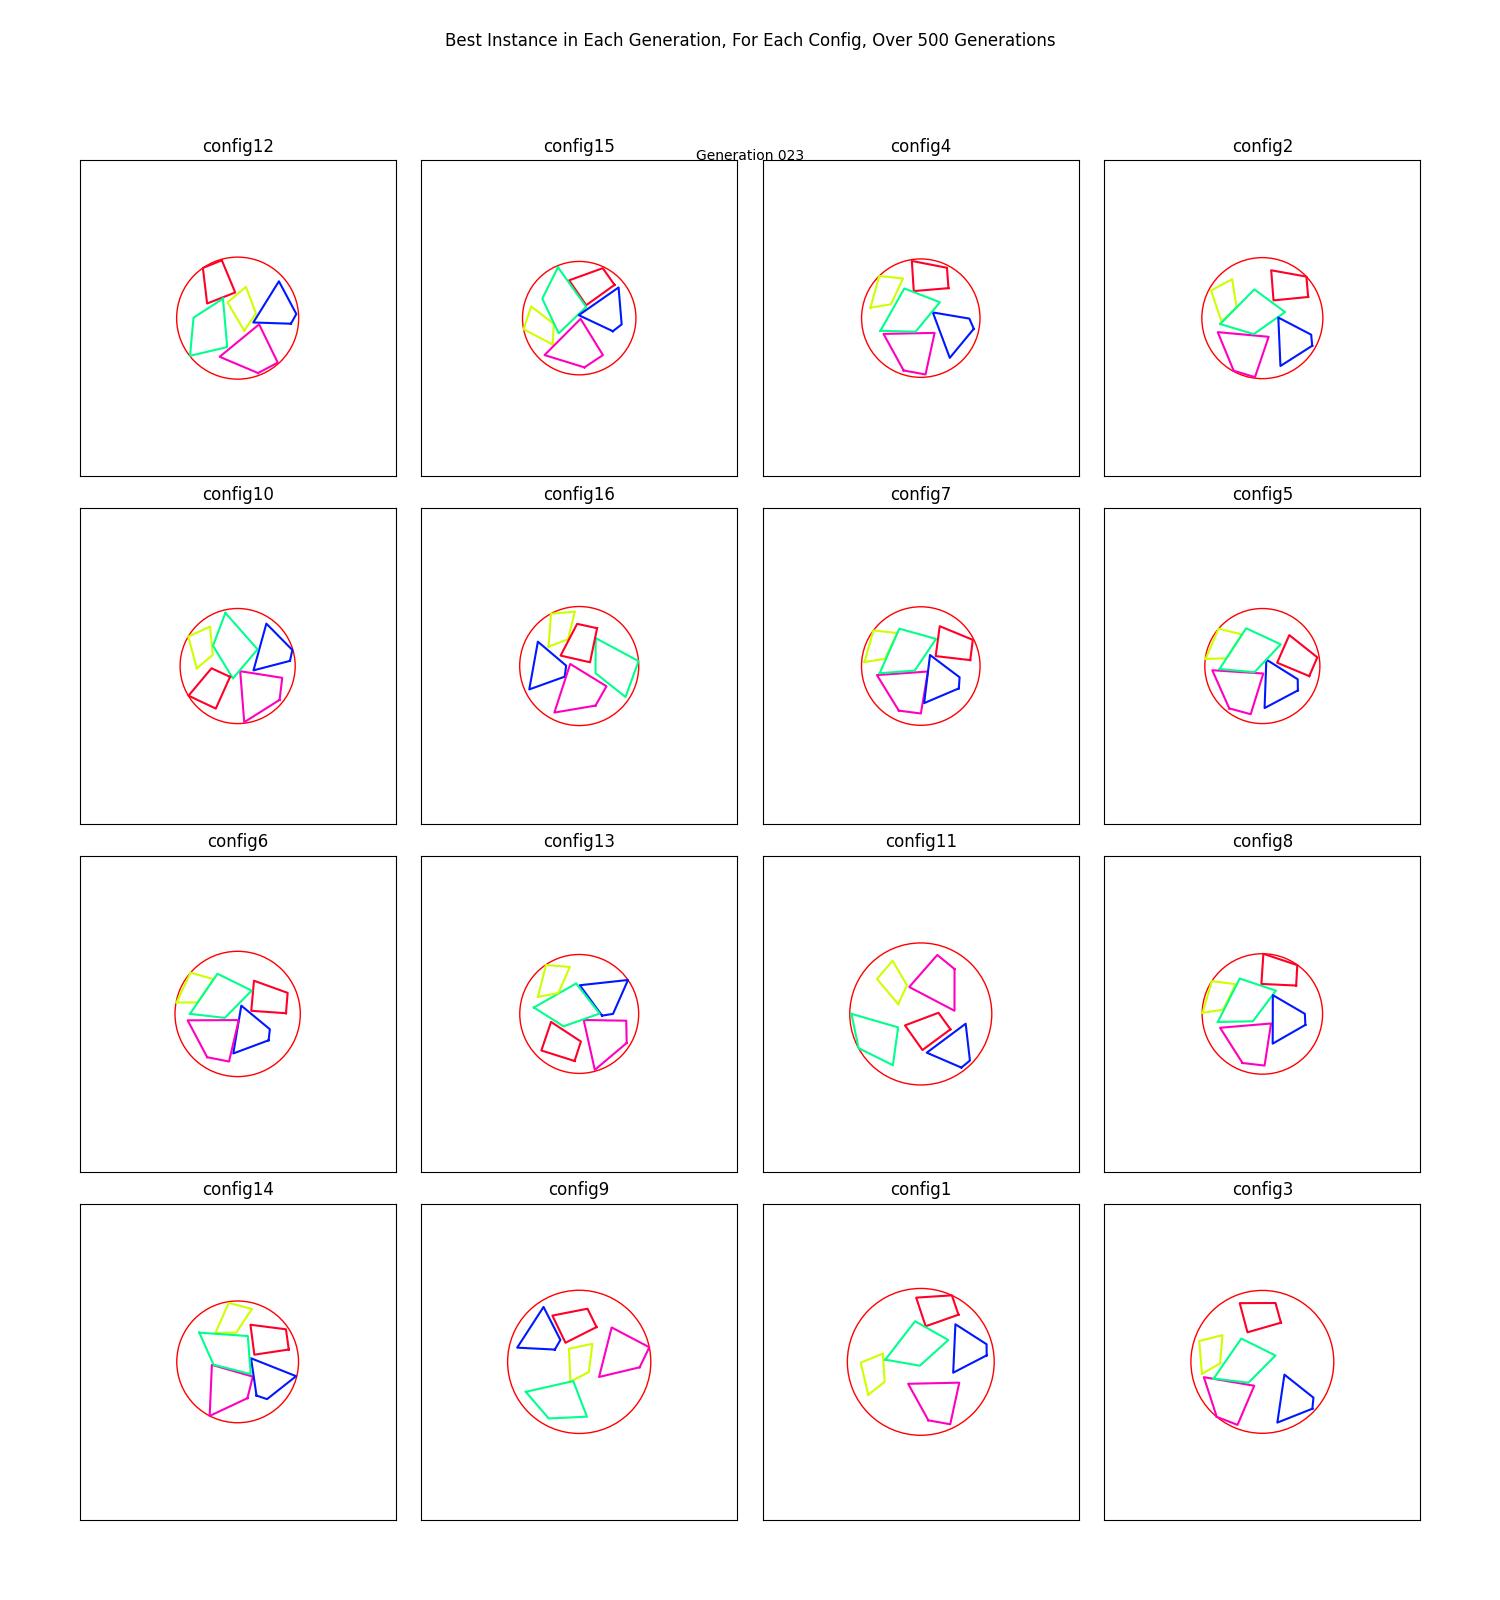 Best Instance in Each Generation, For Each Config, Over 500 Generations
Generation 023
config12
config15
config4
config2
config10
config16
config7
config5
config6
config13
config11
config8
config14
config9
config1
config3